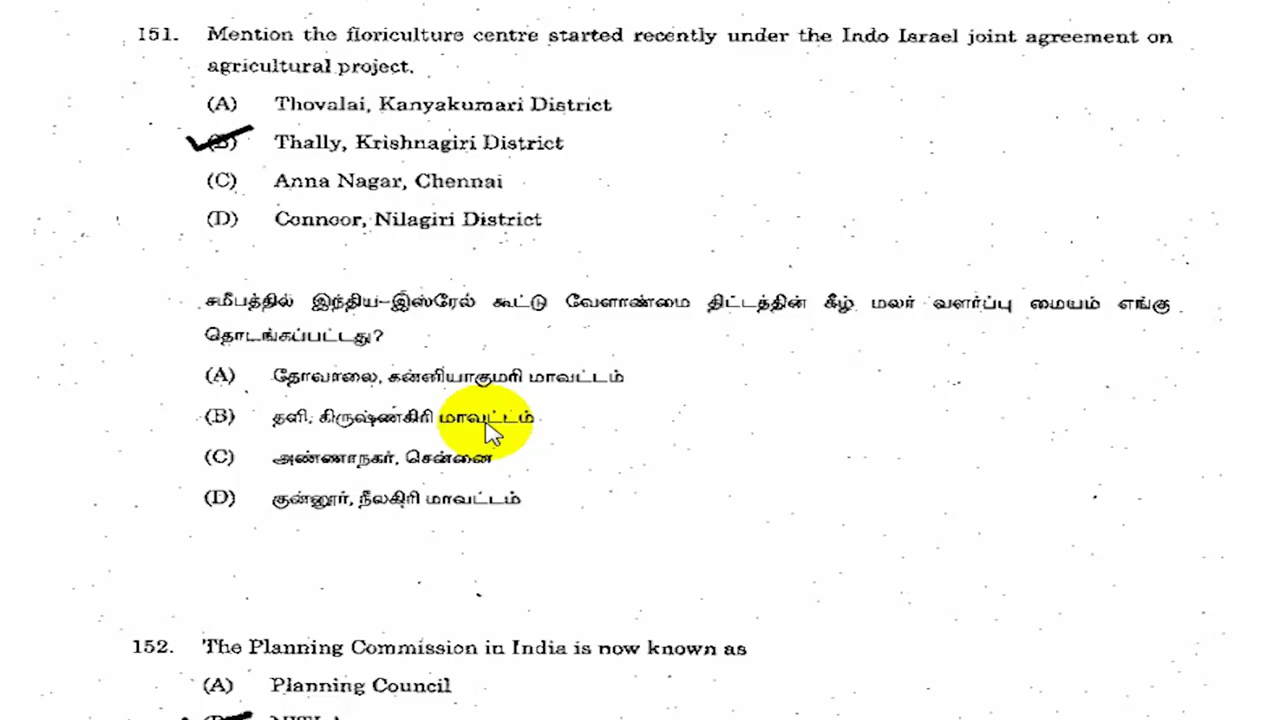 151. Mention the floriculture centre started recently under the Indo Israel joint agreement on
agricultural project.
(A) Thovalai, Kanyakumari District
(B) Thally, Krishnagiri District
(C) Anna Nagar, Chennai
(D) Connoor, Nilagiri District
சமீபத்தில் இந்திய-இஸ்ரேல் கூட்டு வேளாண்மை திட்டத்தின் கீழ் மலர் வளர்ப்பு மையம் எங்கு
தொடங்கப்பட்டது?
(A) தோவாலை, கன்னியாகுமரி மாவட்டம்
(B) தளி, கிருஷ்ணகிரி மாவட்டம்
(C) அண்ணாநகர், சென்னை
(D) குன்னூர், நீலகிரி மாவட்டம்
152. The Planning Commission in India is now known as
(A) Planning Council